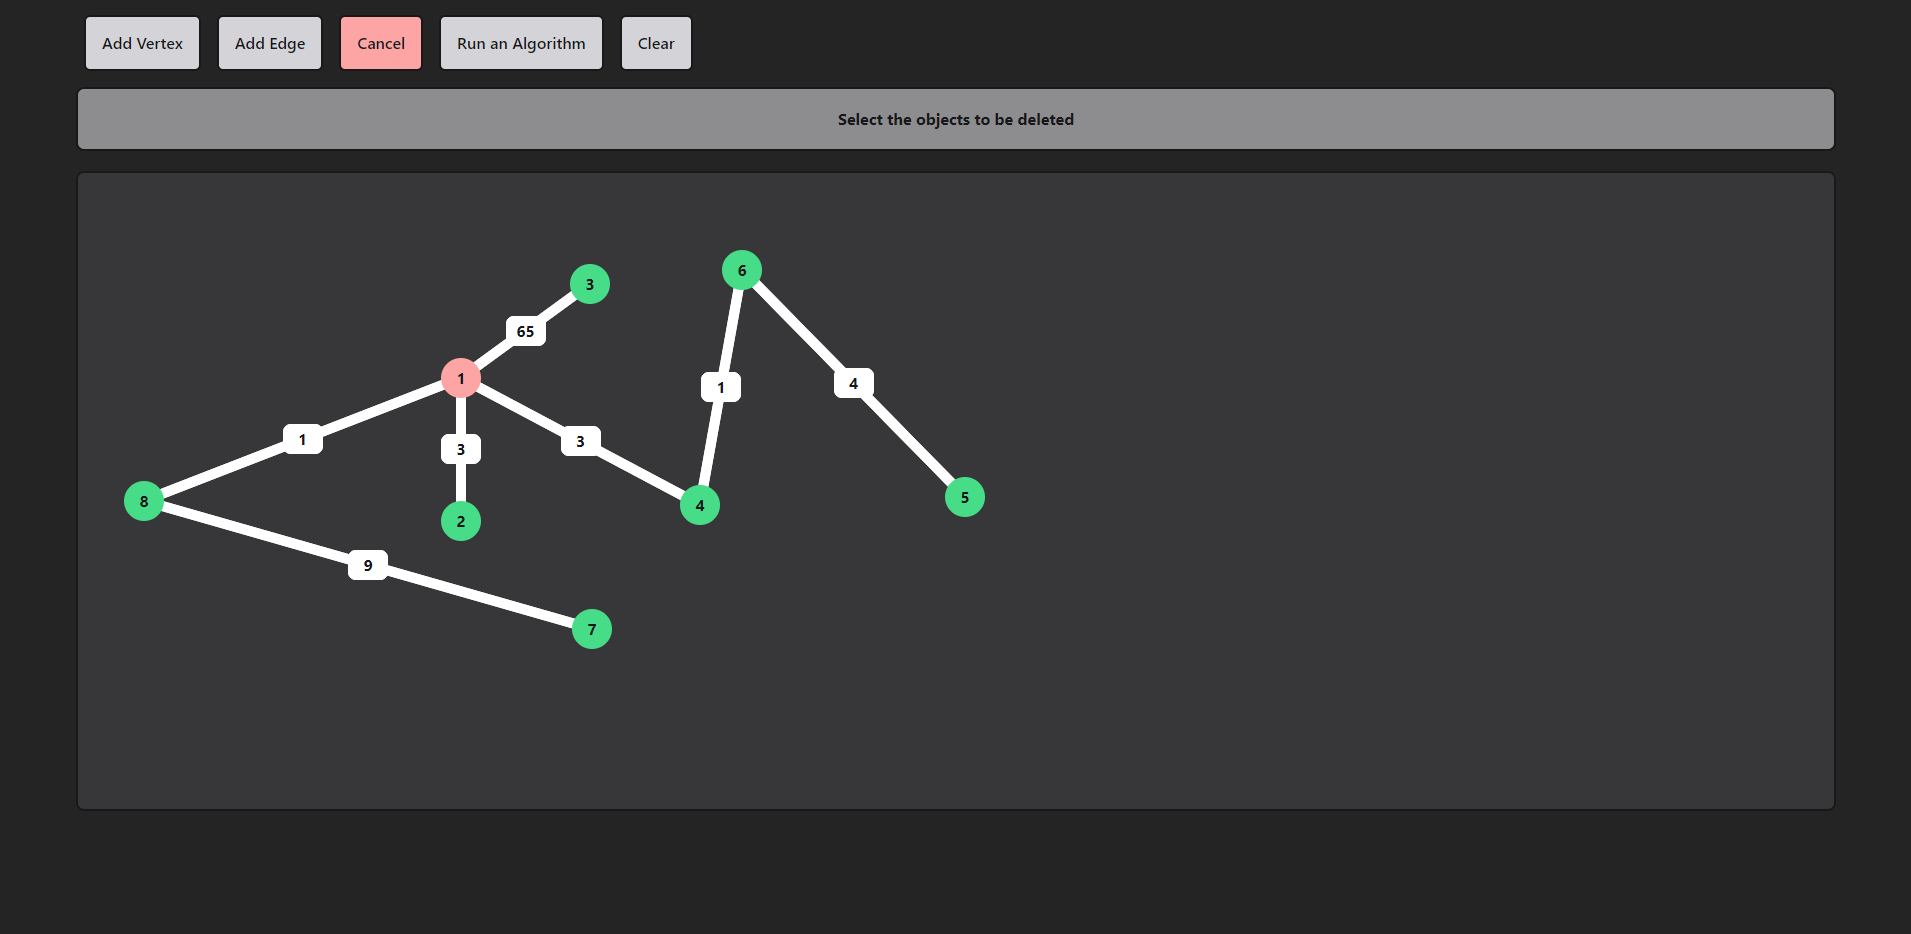 Add Vertex
Add Edge
Cancel
Run an Algorithm
Clear
Select the objects to be deleted
6
3
65
1
4
1
1
3
3
5
8
4
2
9
7